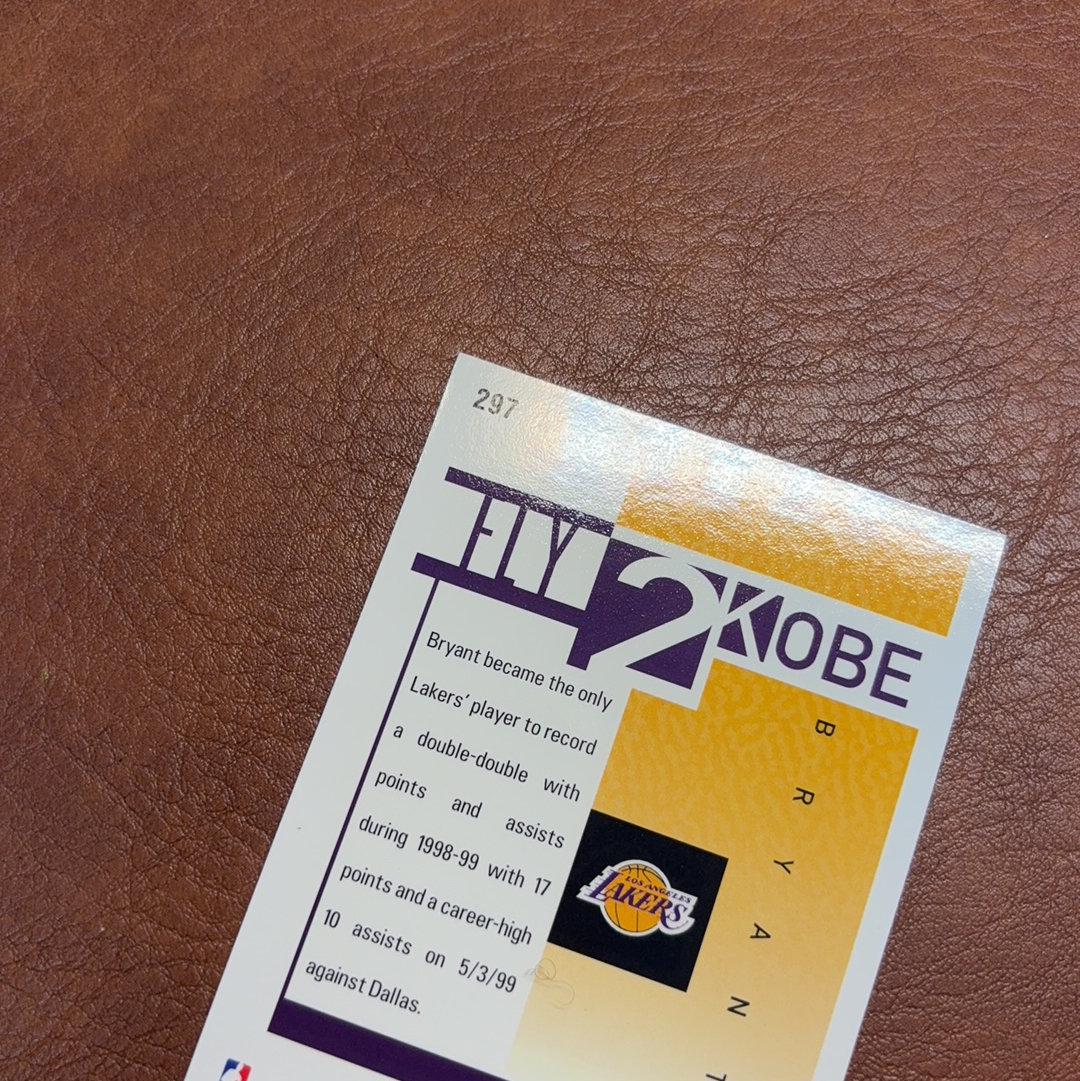 297
FLY 2 KOBE
Bryant became the only
Lakers' player to record
a double-double with
points and assists
during 1998-99 with 17
points and a career-high
10 assists on 5/3/99
against Dallas.
BRYANT
LOS ANGELES
LAKERS